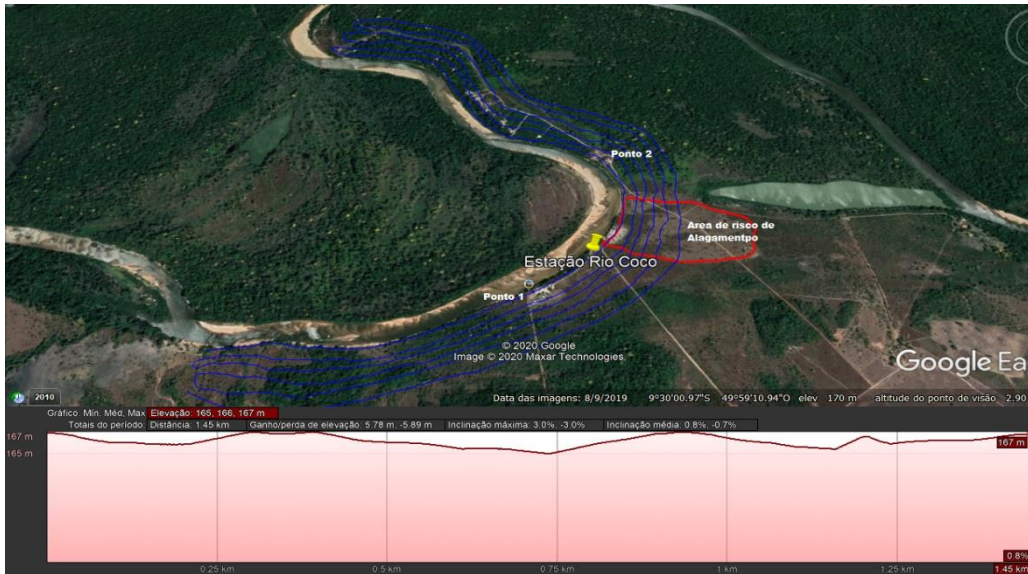 Ponto 2
Area de risco de
Alagamentpo
Estação Rio Coco
Ponto 1
© 2020 Google
Image © 2020 Maxar Technologies
Google Ea
2010
Data das imagens: 8/9/2019 9°30'00.97"S 49°59'10.94"O elev 170 m altitude do ponto de visão 2.90
Gráfico. Mín, Méd, Max Elevação: 165, 166, 167 m
Totais do período: Distância: 1.45 km Ganho/perda de elevação: 5.78 m, -5.89 m Inclinação máxima: 3.0%, -3.0% Inclinação média: 0.8%, -0.7%
167 m
167 m
165 m
0.8%
0.25 km 0.5 km 0.75 km 1 km 1.25 km 1.45 km